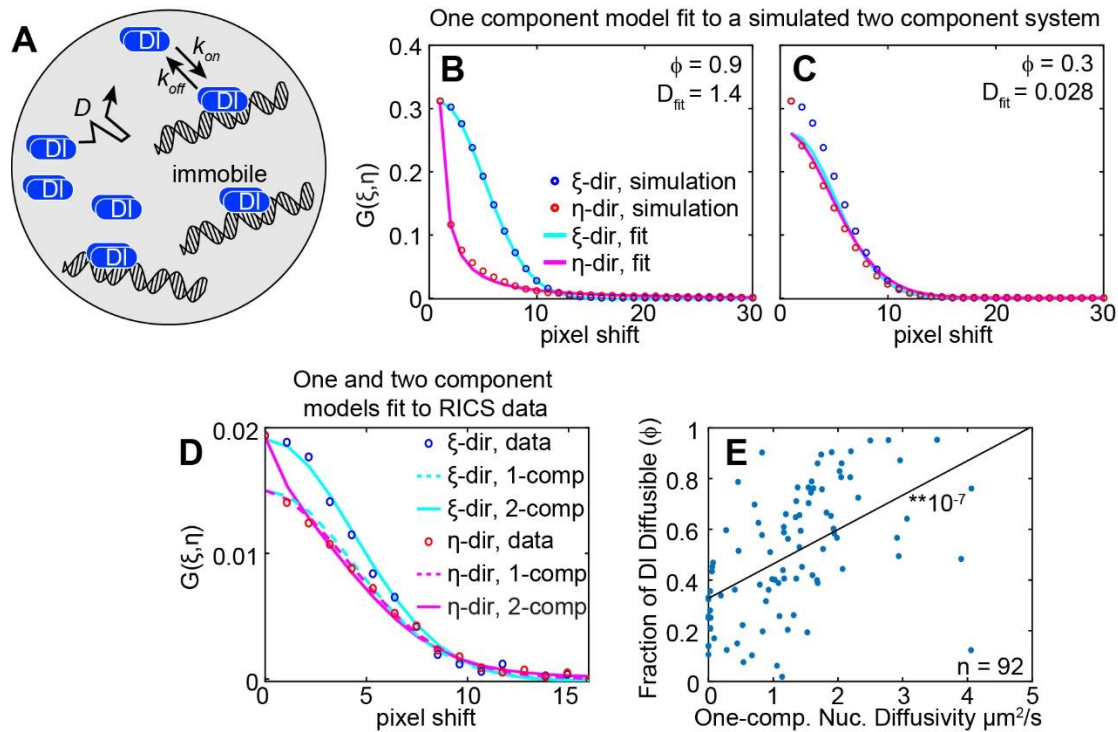 One component model fit to a simulated two component system
A
DI
k_on
k_off
DI
D
DI
immobile
DI
DI
DI
DI
B
ϕ = 0.9
D_fit = 1.4
C
ϕ = 0.3
D_fit = 0.028
G(ξ,η)
0.4
0.3
0.2
0.1
0
ξ-dir, simulation
η-dir, simulation
ξ-dir, fit
η-dir, fit
0 10 20 30
pixel shift
0 10 20 30
pixel shift
One and two component
models fit to RICS data
D
G(ξ,η)
0.02
0.01
0
ξ-dir, data
ξ-dir, 1-comp
ξ-dir, 2-comp
η-dir, data
η-dir, 1-comp
η-dir, 2-comp
0 5 10 15
pixel shift
E
Fraction of DI Diffusible (ϕ)
1
0.8
0.6
0.4
0.2
0
**10⁻⁷
n = 92
0 1 2 3 4 5
One-comp. Nuc. Diffusivity µm²/s